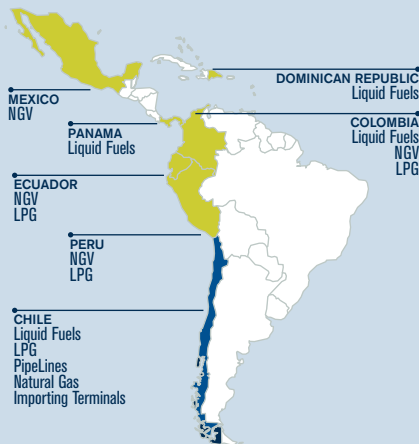 DOMINICAN REPUBLIC
Liquid Fuels
MEXICO
NGV
COLOMBIA
Liquid Fuels
NGV
LPG
PANAMA
Liquid Fuels
ECUADOR
NGV
LPG
PERU
NGV
LPG
CHILE
Liquid Fuels
LPG
PipeLines
Natural Gas
Importing Terminals